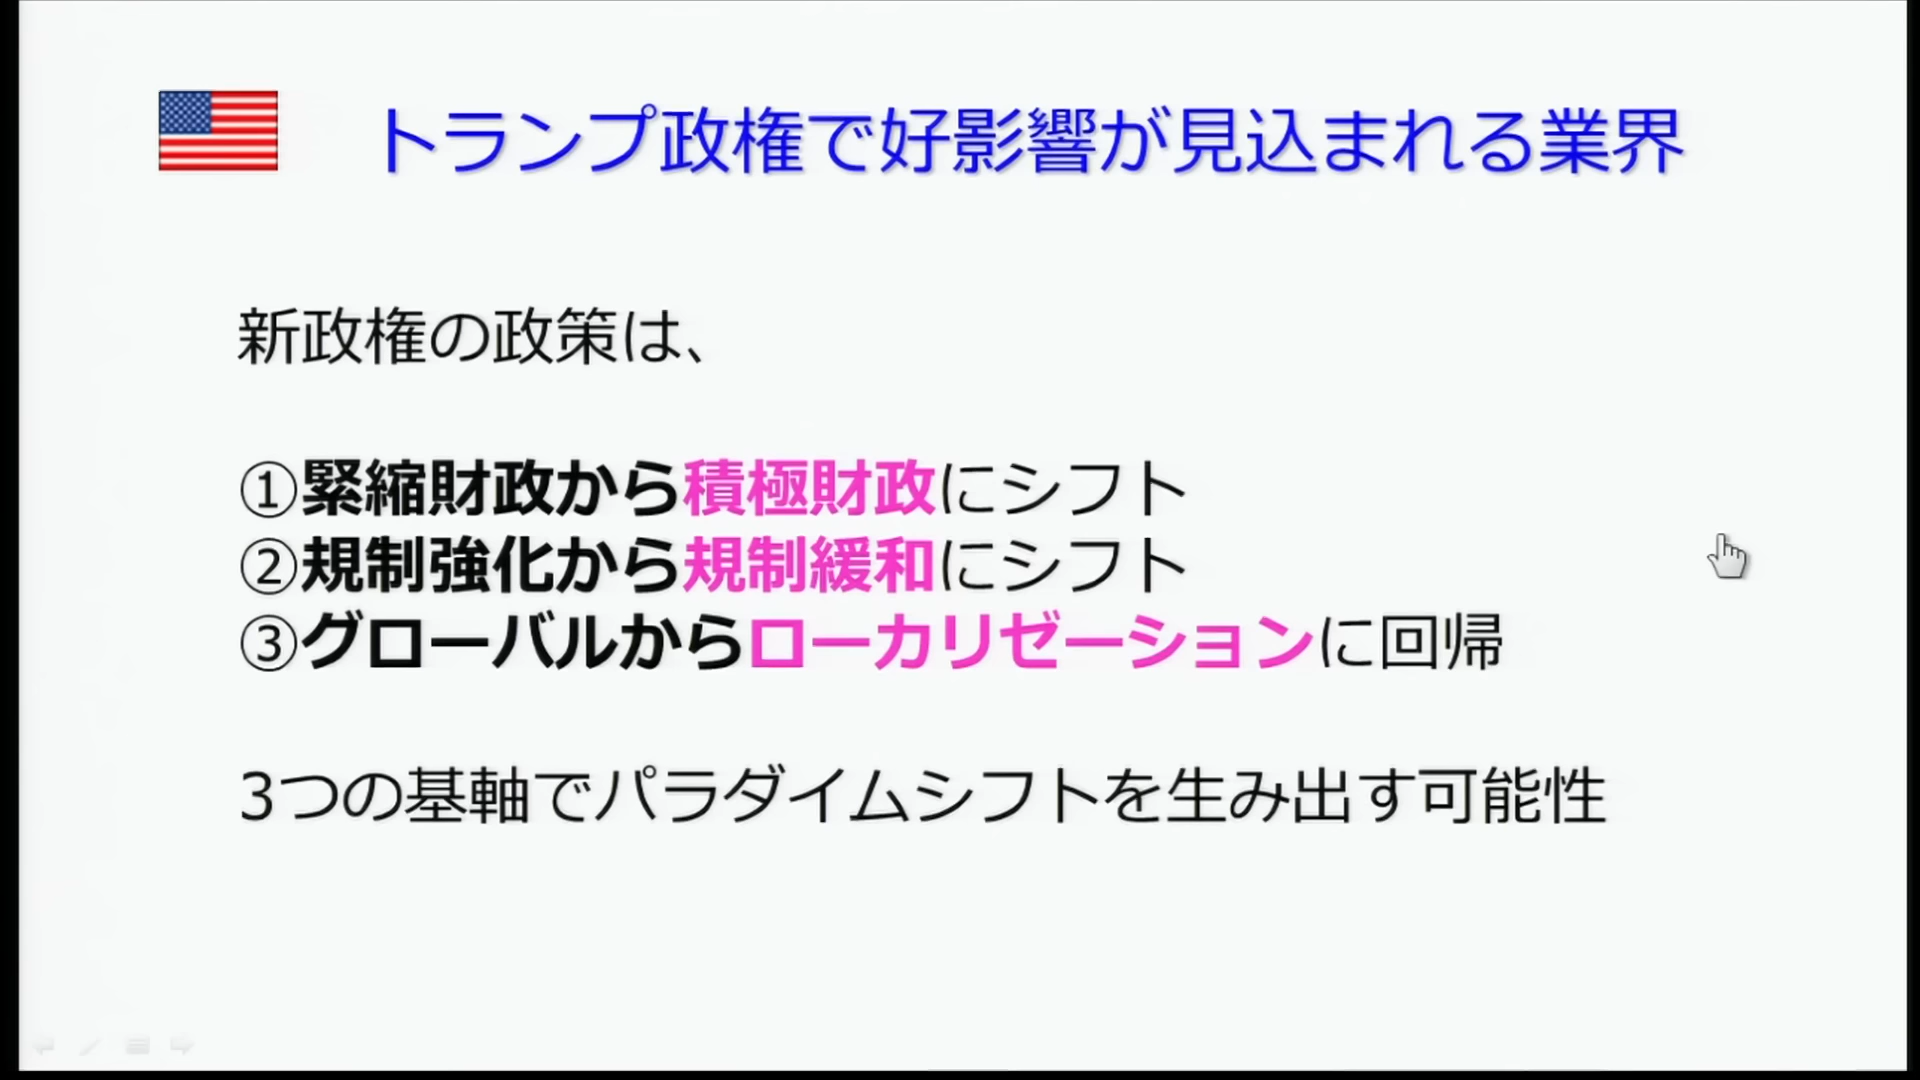 トランプ政権で好影響が見込まれる業界
新政権の政策は、
①緊縮財政から積極財政にシフト
②規制強化から規制緩和にシフト
③グローバルからローカリゼーションに回帰
3つの基軸でパラダイムシフトを生み出す可能性